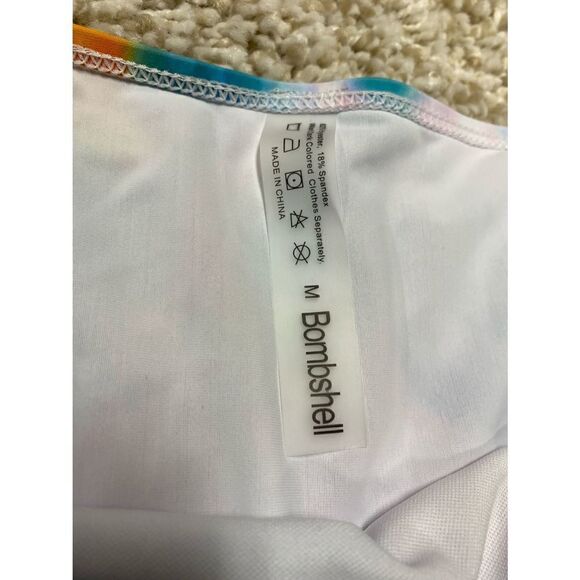 18% Spandex
Colored Clothes Separately.
MADE IN CHINA
M
Bombshell